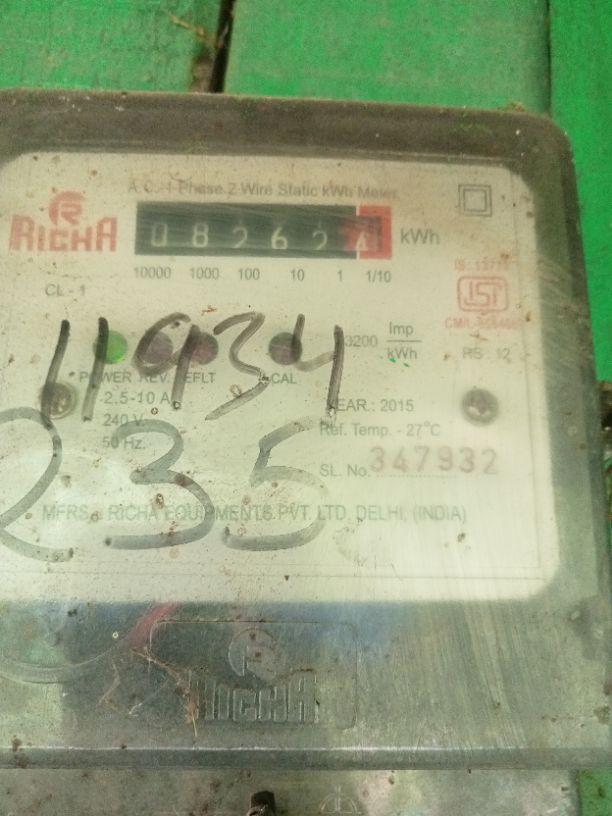 A.C. 1-Phase 2-Wire Static kWh Meter
RICHA
0 8 2 6 2 kWh
10000 1000 100 10 1 1/10
CL - 1
IS : 13779
ISI
11934
3200 Imp/kWh
RS. 12
POWER REV. EFLT CAL
2.5-10 A
240 V
50 Hz.
YEAR.: 2015
Ref. Temp. - 27°C
SL. No. 347932
235
MFRS. RICHA EQUIPMENTS PVT. LTD. DELHI, (INDIA)
RICHA